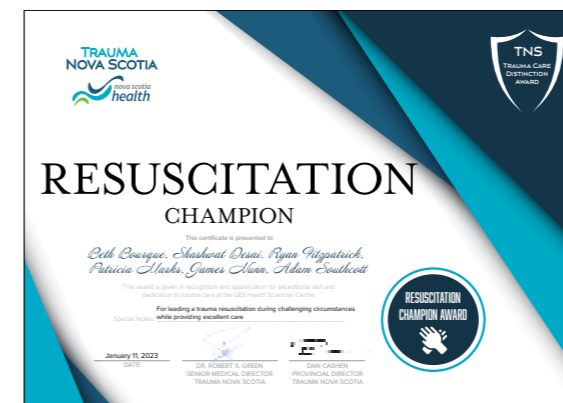 TRAUMA
NOVA SCOTIA
nova scotia
health
TNS
TRAUMA CARE
DISTINCTION
AWARD
RESUSCITATION
CHAMPION
This certificate is presented to
Beth Bourque, Shashwat Desai, Ryan Fitzpatrick,
Patricia Marks, James Nunn, Adam Southcott
This award is given in recognition and appreciation for exceptional skill and
dedication to trauma care at the QEII Health Sciences Centre.
For leading a trauma resuscitation during challenging circumstances
Special Notes: while providing excellent care
RESUSCITATION
CHAMPION AWARD
January 11, 2023
DATE
DR. ROBERT S. GREEN
SENIOR MEDICAL DIRECTOR
TRAUMA NOVA SCOTIA
DAN CASHEN
PROVINCIAL DIRECTOR
TRAUMA NOVA SCOTIA